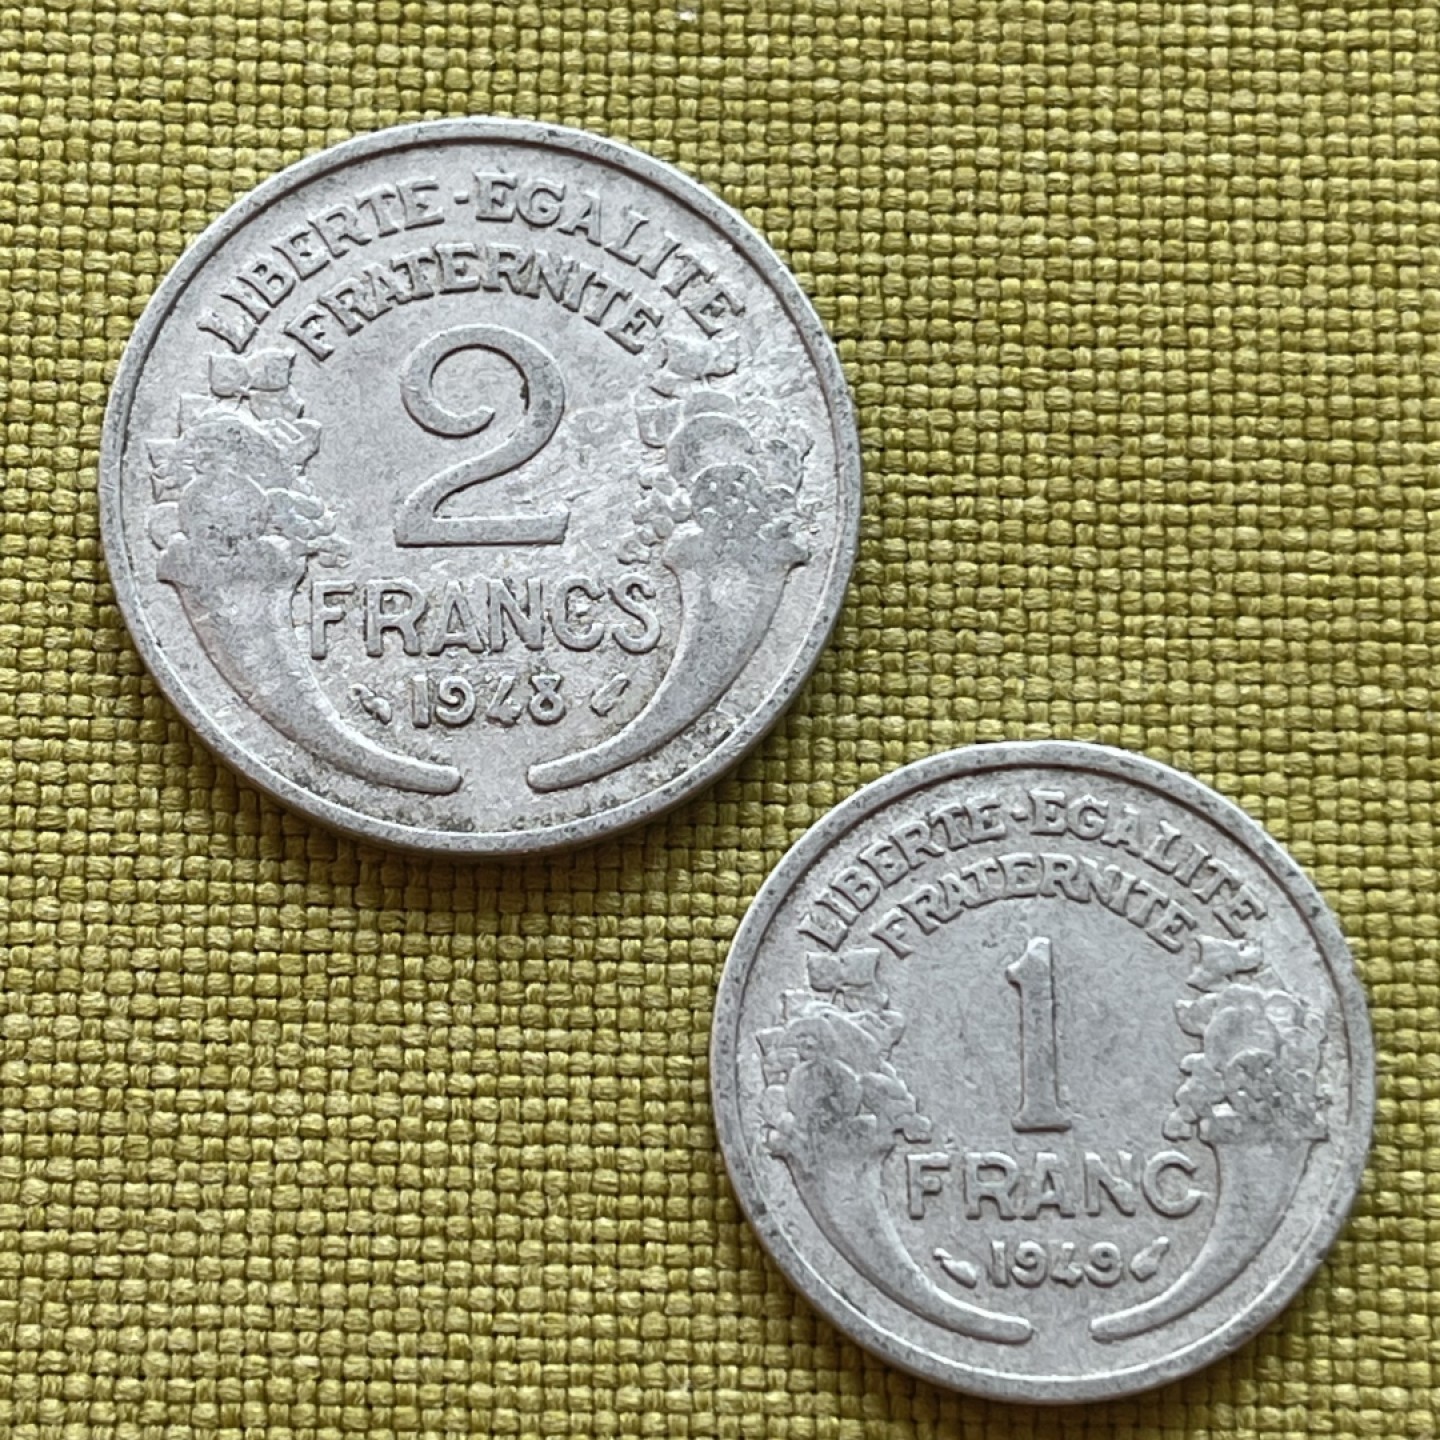 LIBERTE-EGALITE
FRATERNITE
2
FRANCS
1948
LIBERTE-EGALITE
FRATERNITE
1
FRANC
1949